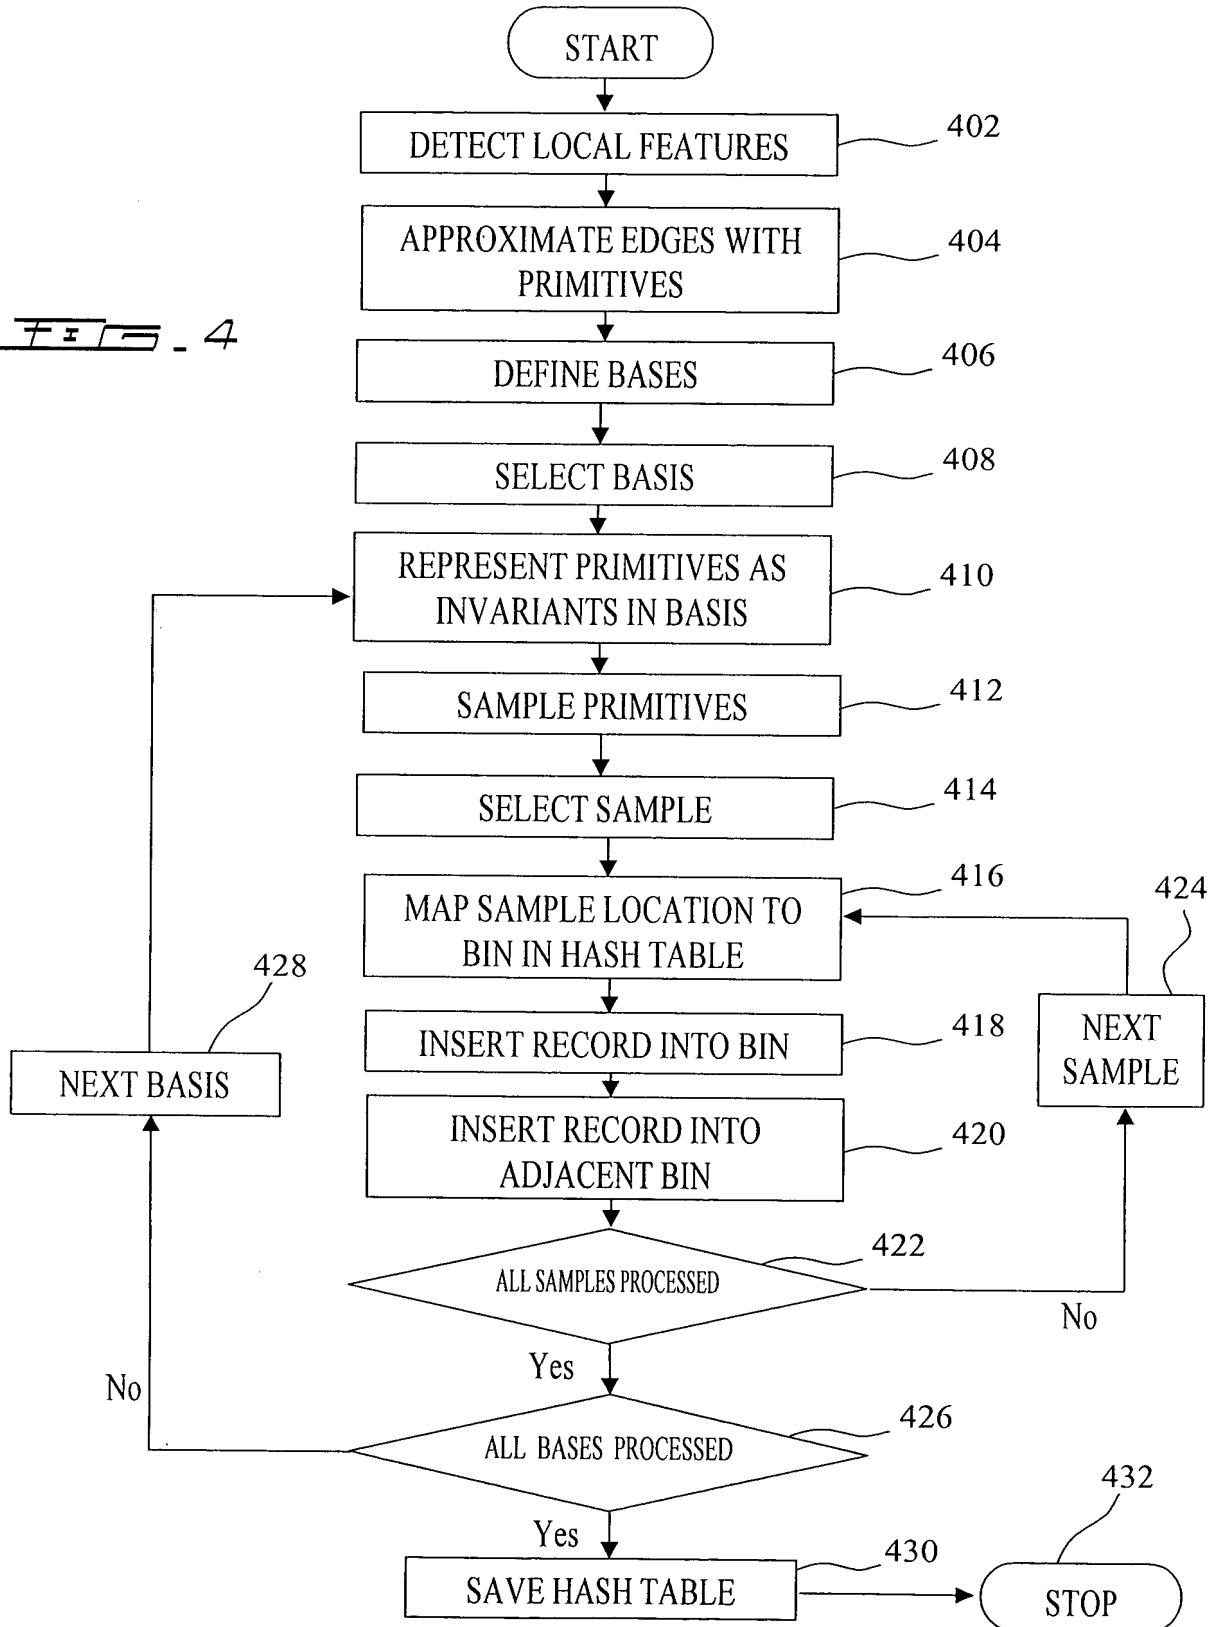 START
DETECT LOCAL FEATURES
402
APPROXIMATE EDGES WITH
PRIMITIVES
404
FIG. 4
DEFINE BASES
406
SELECT BASIS
408
REPRESENT PRIMITIVES AS
INVARIANTS IN BASIS
410
SAMPLE PRIMITIVES
412
SELECT SAMPLE
414
MAP SAMPLE LOCATION TO
BIN IN HASH TABLE
416
424
428
INSERT RECORD INTO BIN
418
NEXT
SAMPLE
NEXT BASIS
INSERT RECORD INTO
ADJACENT BIN
420
ALL SAMPLES PROCESSED
422
No
Yes
No
ALL BASES PROCESSED
426
Yes
432
SAVE HASH TABLE
430
STOP